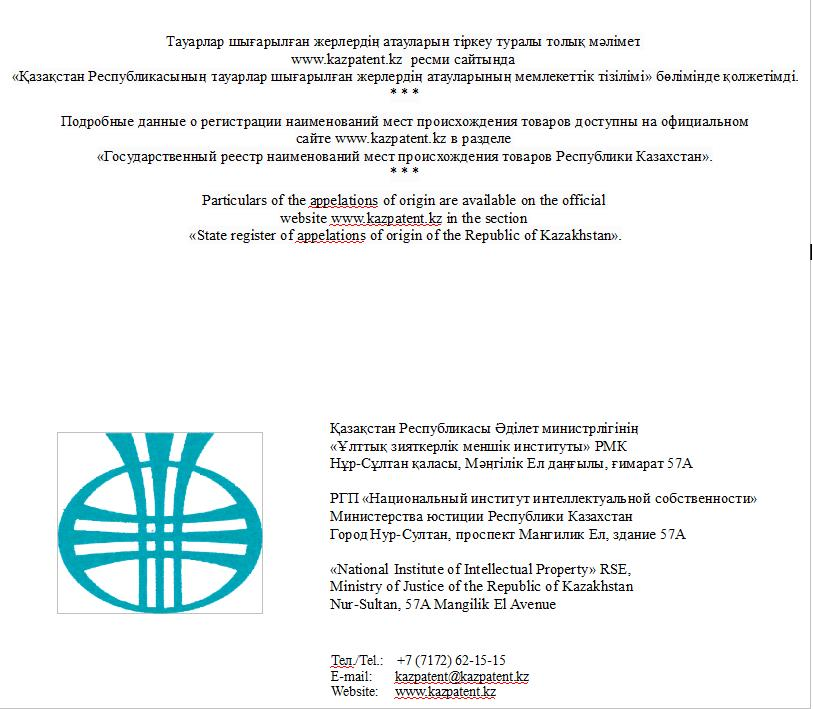 Тауарлар шығарылған жерлердің атауларын тіркеу туралы толық мәлімет
www.kazpatent.kz ресми сайтында
«Қазақстан Республикасының тауарлар шығарылған жерлердің атауларының мемлекеттік тізілімі» бөлімінде қолжетімді.
* * *
Подробные данные о регистрации наименований мест происхождения товаров доступны на официальном
сайте www.kazpatent.kz в разделе
«Государственный реестр наименований мест происхождения товаров Республики Казахстан».
* * *
Particulars of the appelations of origin are available on the official
website www.kazpatent.kz in the section
«State register of appelations of origin of the Republic of Kazakhstan».
Қазақстан Республикасы Әділет министрлігінің
«Ұлттық зияткерлік меншік институты» РМК
Нұр-Сұлтан қаласы, Мәңгілік Ел даңғылы, ғимарат 57А
РГП «Национальный институт интеллектуальной собственности»
Министерства юстиции Республики Казахстан
Город Нур-Султан, проспект Мангилик Ел, здание 57А
«National Institute of Intellectual Property» RSE,
Ministry of Justice of the Republic of Kazakhstan
Nur-Sultan, 57A Mangilik El Avenue
Тел./Tel.: +7 (7172) 62-15-15
E-mail: kazpatent@kazpatent.kz
Website: www.kazpatent.kz